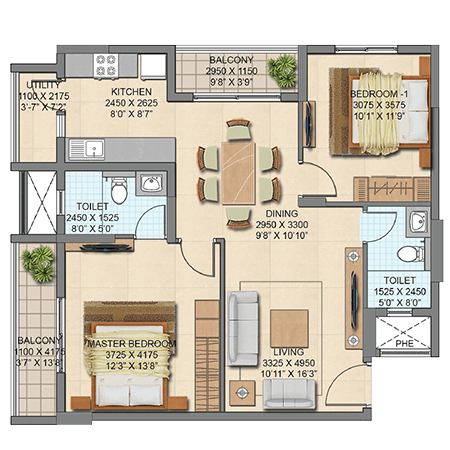 BALCONY
2950 X 1150
9'8" X 3'9"
UTILITY
1100 X 2175
3'-7" X 7'2"
KITCHEN
2450 X 2625
8'0" X 8'7"
BEDROOM -1
3075 X 3575
10'1" X 11'9"
TOILET
2450 X 1525
8'0" X 5'0"
DINING
2950 X 3300
9'8" X 10'10"
TOILET
1525 X 2450
5'0" X 8'0"
BALCONY
1100 X 4175
3'7" X 13'8"
MASTER BEDROOM
3725 X 4175
12'3" X 13'8"
LIVING
3325 X 4950
10'11" X 16'3"
PHE